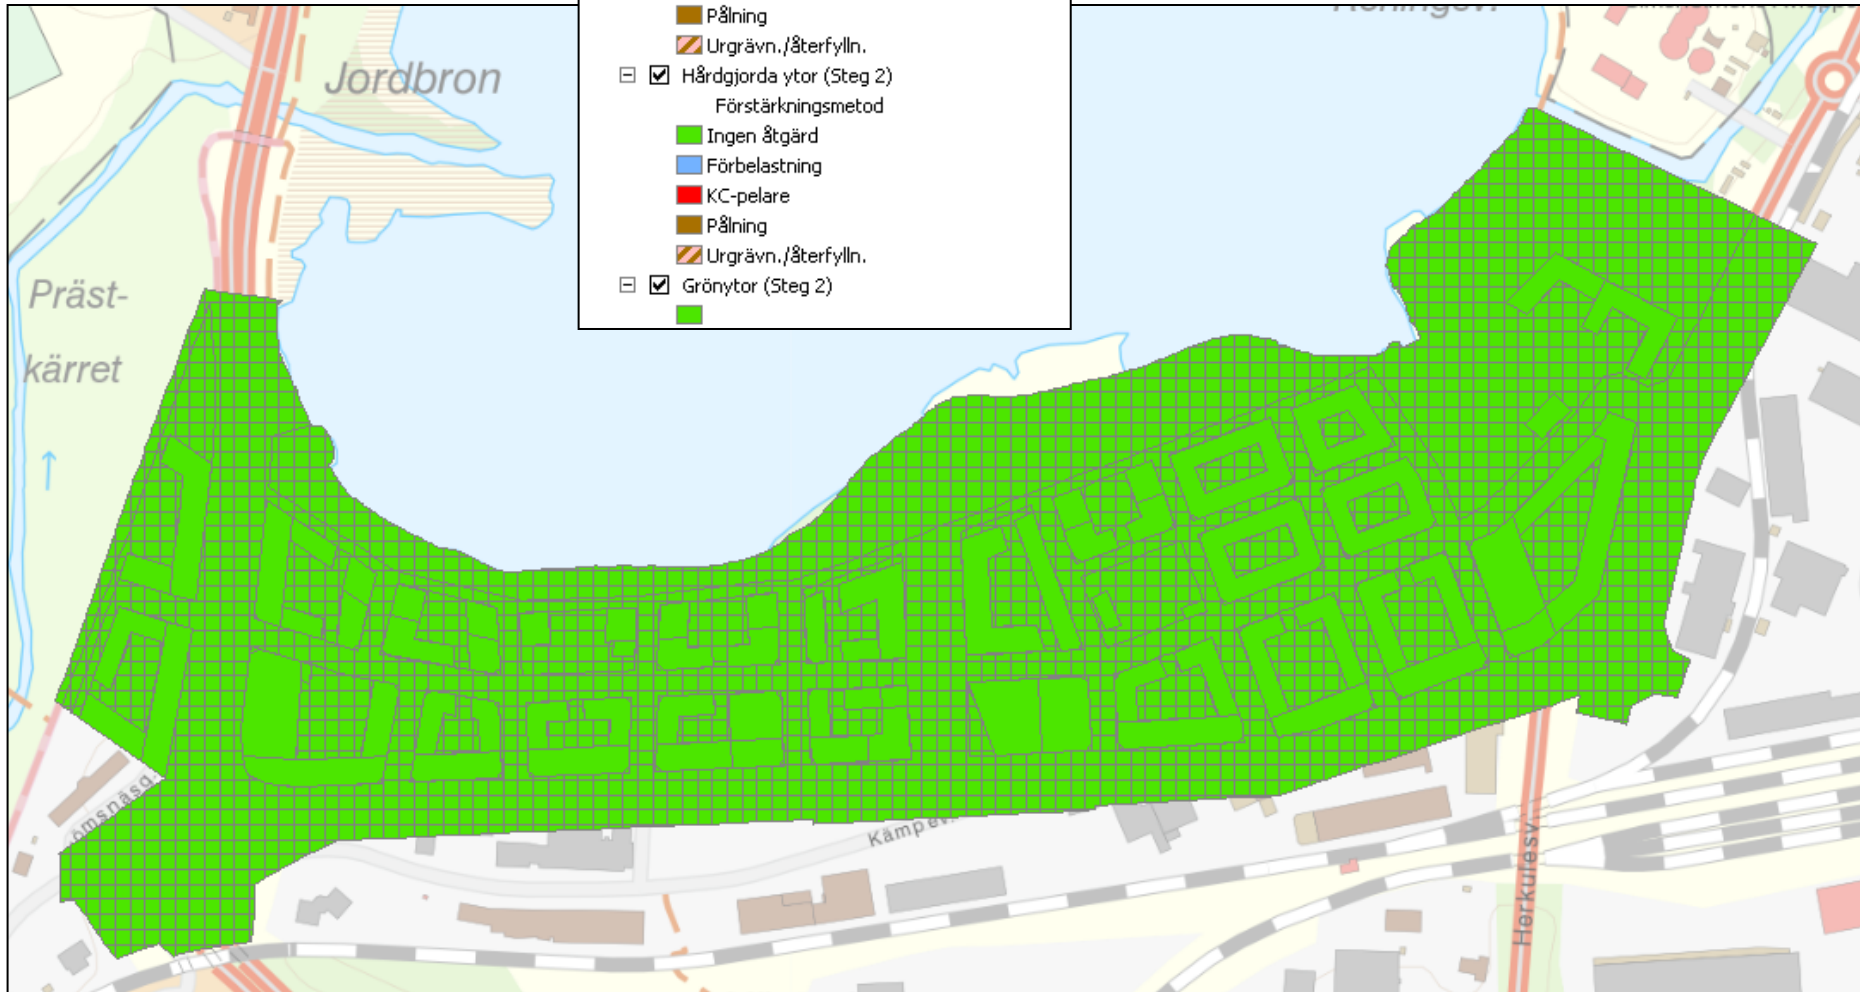 Pålning
Urgrävn./återfylln.
Hårdgjorda ytor (Steg 2)
Förstärkningsmetod
Ingen åtgärd
Förbelastning
KC-pelare
Pålning
Urgrävn./återfylln.
Grönytor (Steg 2)
Jordbron
Präst-
kärret
ömsnäsg.
Kämpev.
Herkulesv.